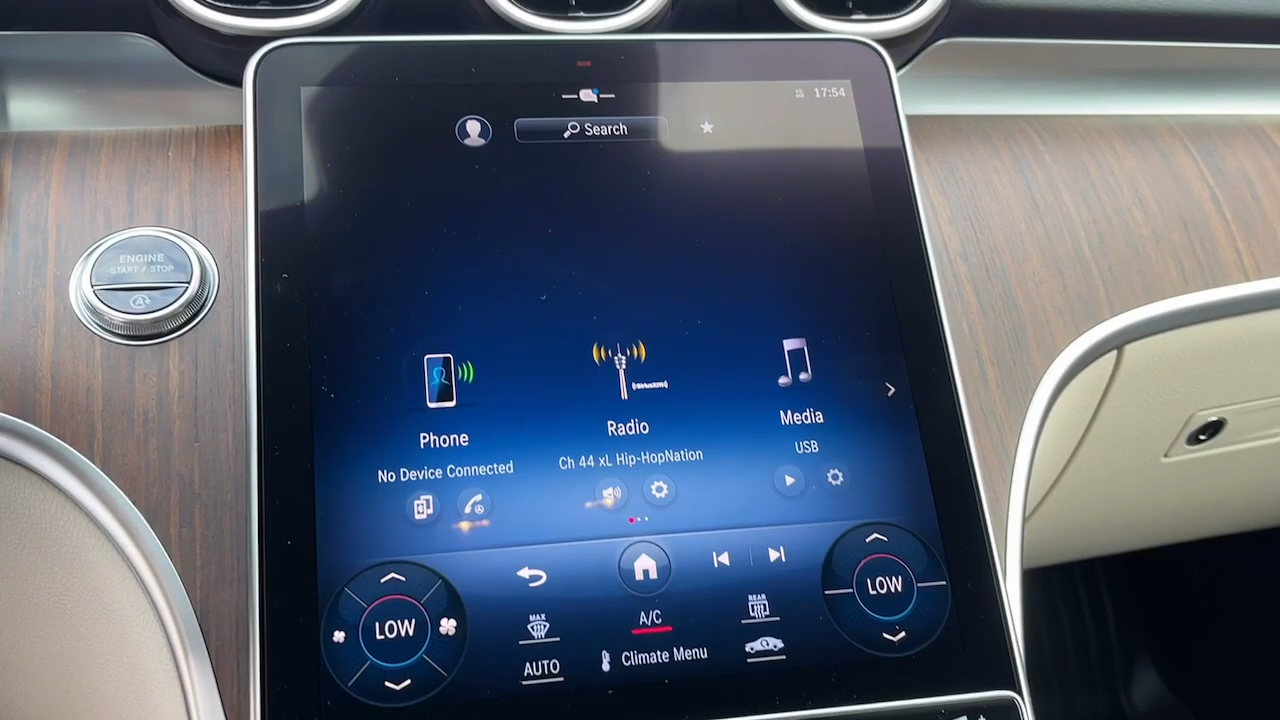 17:54
Search
ENGINE
START / STOP
A
(((SiriusXM)))
Phone
Radio
Media
No Device Connected
Ch 44 xL Hip-HopNation
USB
LOW
LOW
MAX
A/C
REAR
AUTO
Climate Menu